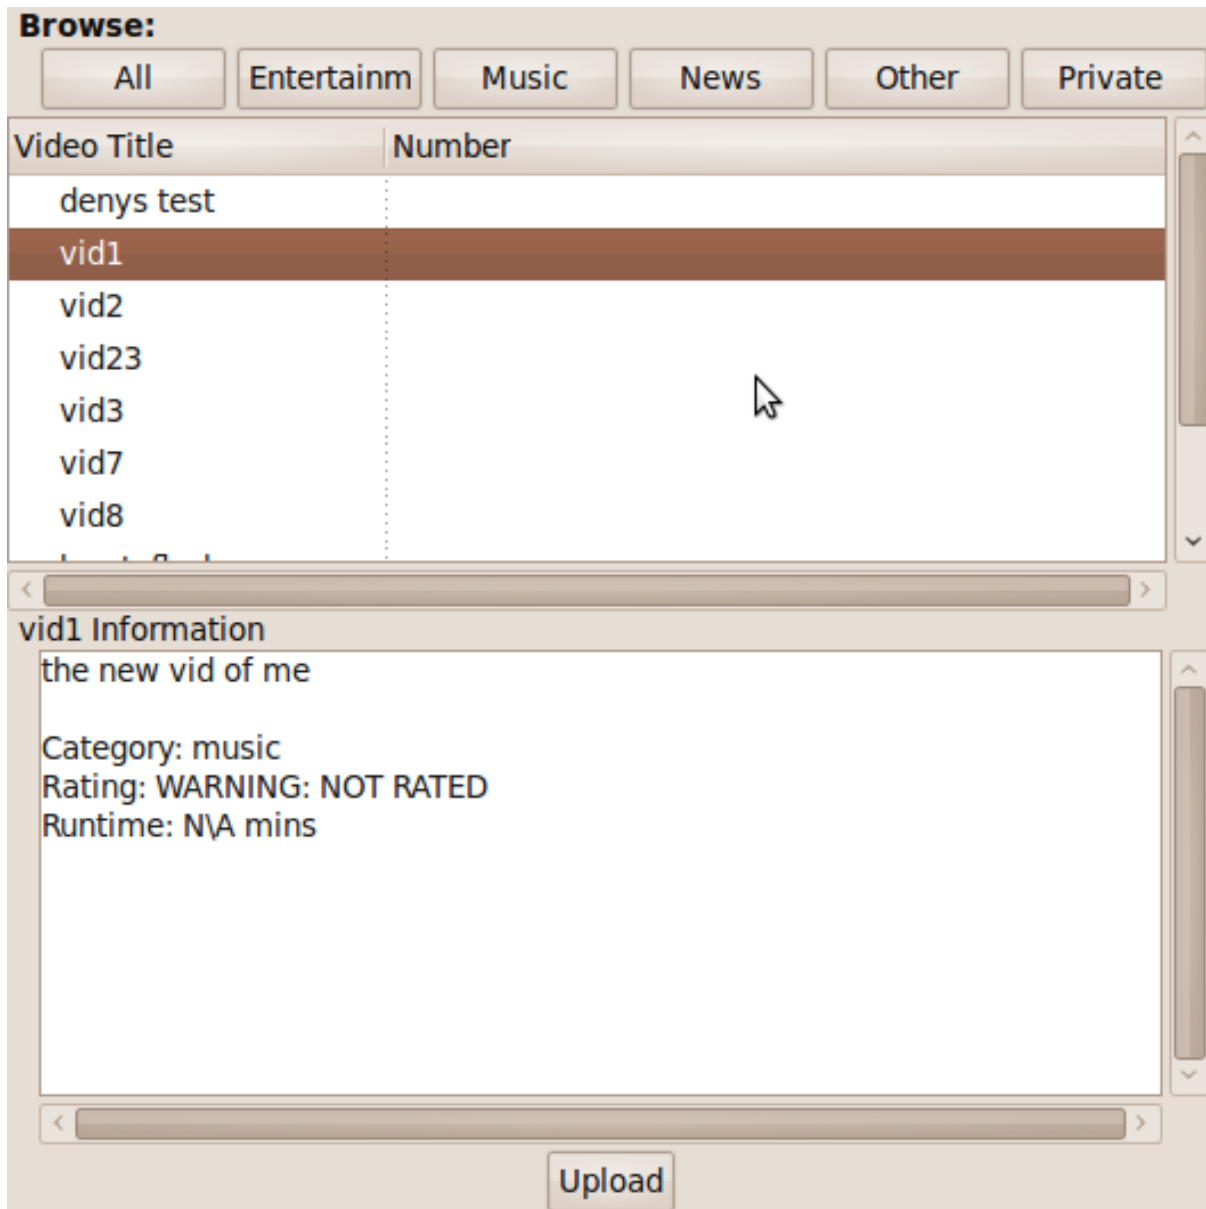 Browse:
All Entertainm Music News Other Private
Video Title Number
denys test
vid1
vid2
vid23
vid3
vid7
vid8
vid1 Information
the new vid of me
Category: music
Rating: WARNING: NOT RATED
Runtime: N\A mins
Upload